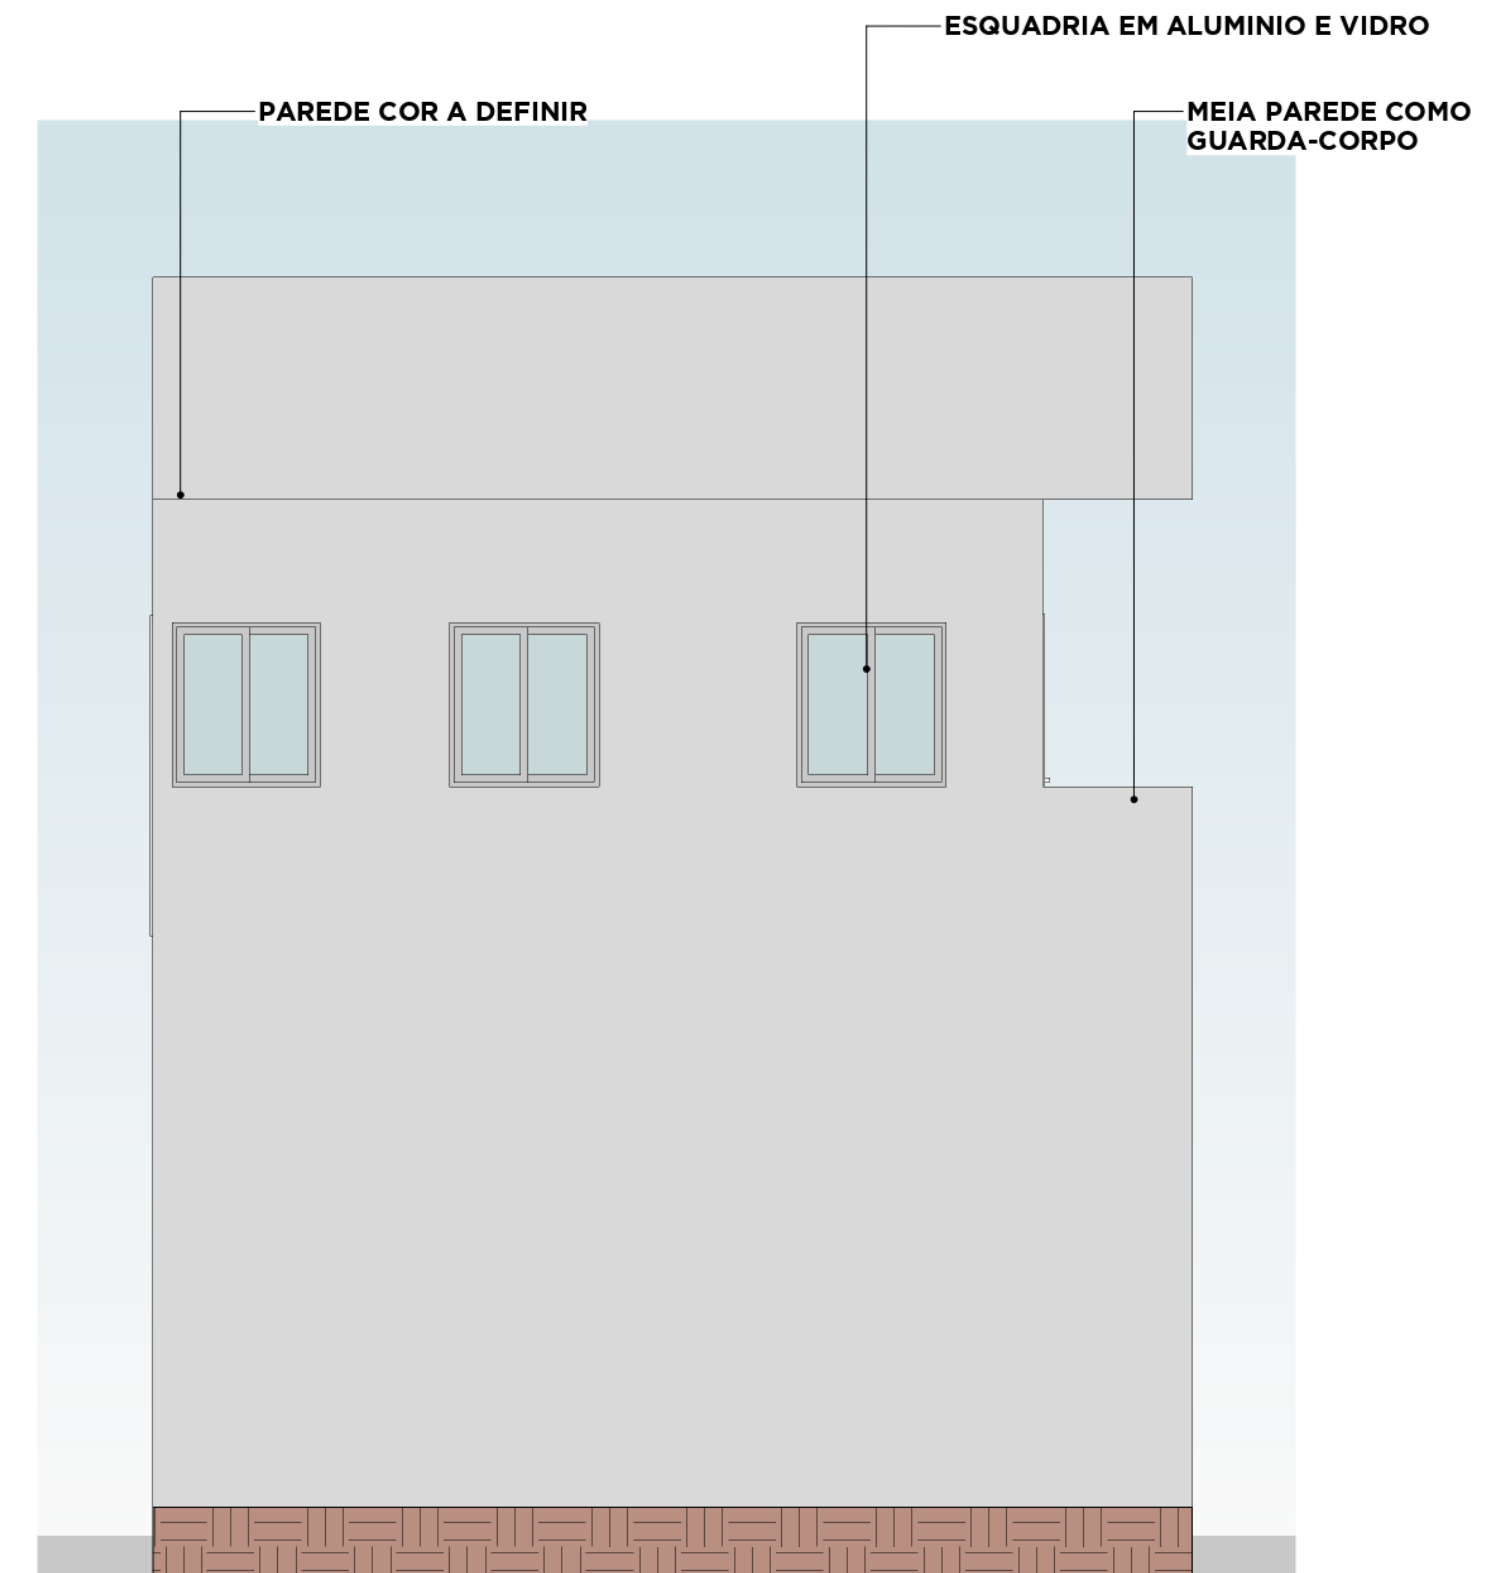 ESQUADRIA EM ALUMINIO E VIDRO
PAREDE COR A DEFINIR
MEIA PAREDE COMO
GUARDA-CORPO